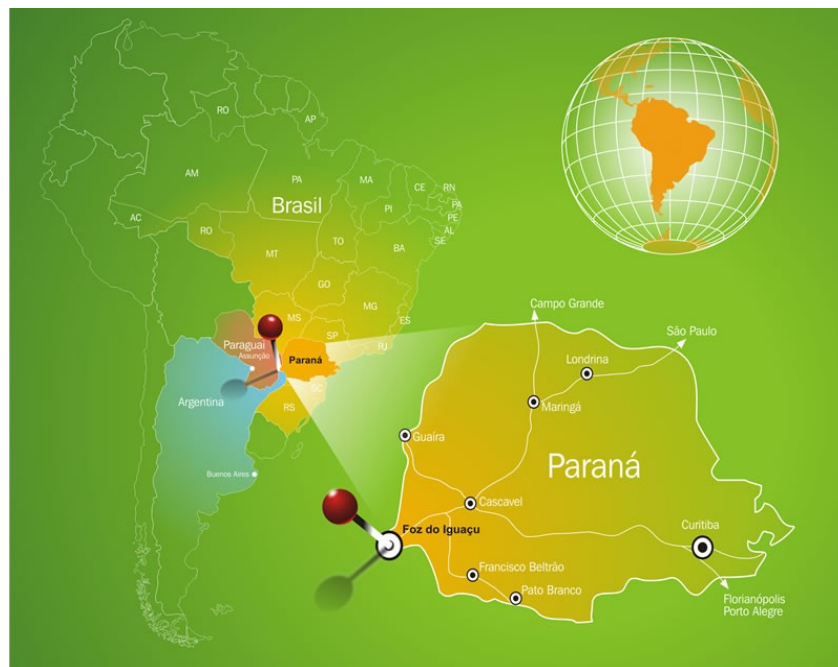 RO
AP
AM
PA
MA
CE
RN
Brasil
PI
PA
PE
AC
AL
RO
TO
BA
SE
MT
GO
MG
MS
ES
SP
RJ
Paraguai
Assunção
Paraná
SC
Argentina
RS
Buenos Aires
Campo Grande
São Paulo
Londrina
Maringá
Guaíra
Paraná
Cascavel
Foz do Iguaçu
Curitiba
Francisco Beltrão
Pato Branco
Florianópolis
Porto Alegre